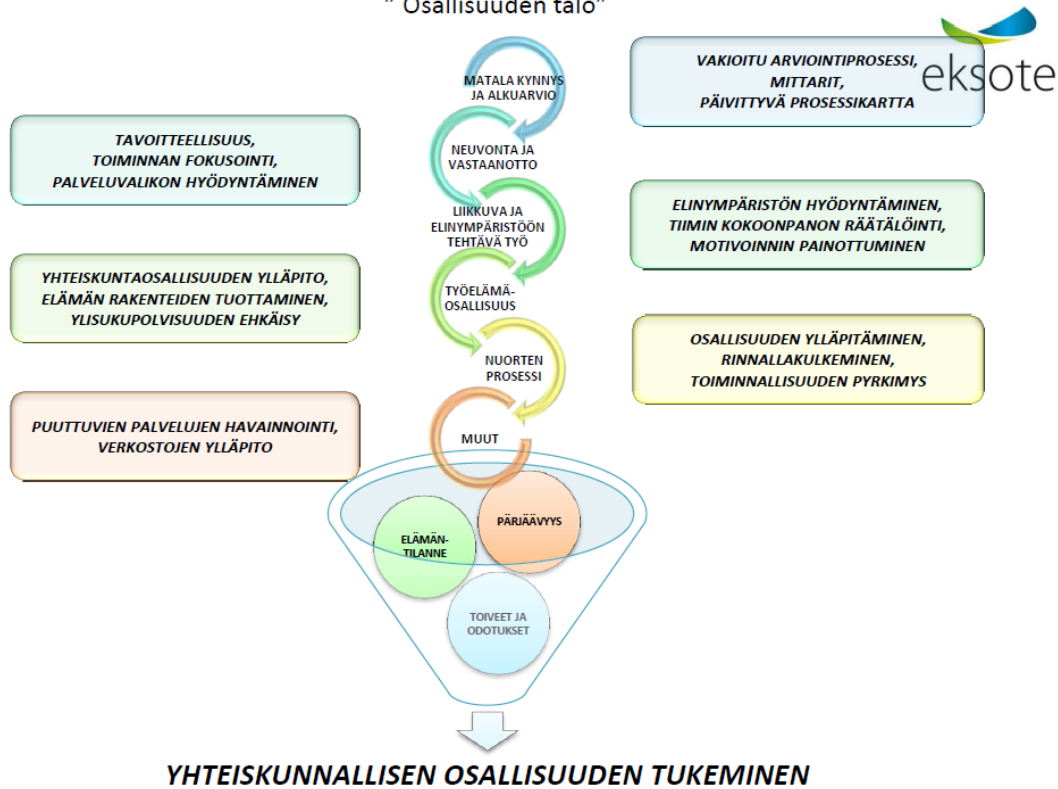 " Osallisuuden talo"
eksote
MATALA KYNNYS
JA ALKUARVIO
VAKIOITU ARVIOINTIPROSESSI,
MITTARIT,
PÄIVITTYVÄ PROSESSIKARTTA
TAVOITTEELLISUUS,
TOIMINNAN FOKUSOINTI,
PALVELUVALIKON HYÖDYNTÄMINEN
NEUVONTA JA
VASTAANOTTO
LIIKKUVA JA
ELINYMPÄRISTÖÖN
TEHTÄVÄ TYÖ
ELINYMPÄRISTÖN HYÖDYNTÄMINEN,
TIIMIN KOKOONPANON RÄÄTÄLÖINTI,
MOTIVOINNIN PAINOTTUMINEN
YHTEISKUNTAOSALLISUUDEN YLLÄPITO,
ELÄMÄN RAKENTEIDEN TUOTTAMINEN,
YLISUKUPOLVISUUDEN EHKÄISY
TYÖELÄMÄ-
OSALLISUUS
NUORTEN
PROSESSI
OSALLISUUDEN YLLÄPITÄMINEN,
RINNALLAKULKEMINEN,
TOIMINNALLISUUDEN PYRKIMYS
PUUTTUVIEN PALVELUJEN HAVAINNOINTI,
VERKOSTOJEN YLLÄPITO
MUUT
PÄRJÄÄVYYS
ELÄMÄN-
TILANNE
TOIVEET JA
ODOTUKSET
YHTEISKUNNALLISEN OSALLISUUDEN TUKEMINEN